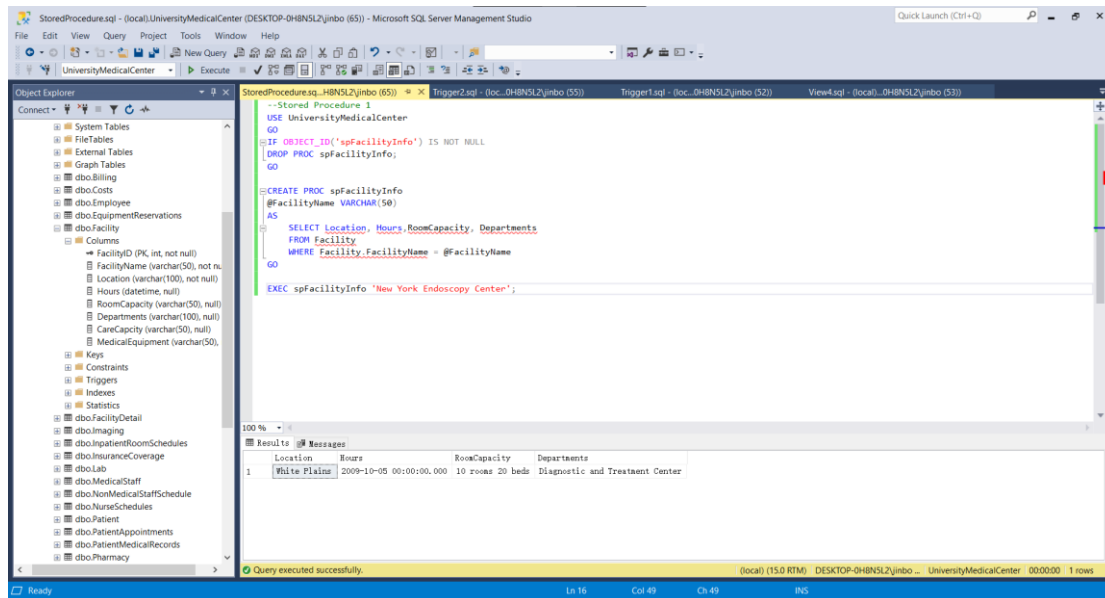 StoredProcedure.sql - (local).UniversityMedicalCenter (DESKTOP-0H8N5L2\jinbo (65)) - Microsoft SQL Server Management Studio
Quick Launch (Ctrl+Q)
File Edit View Query Project Tools Window Help
New Query
UniversityMedicalCenter Execute
Object Explorer
Connect
System Tables
FileTables
External Tables
Graph Tables
dbo.Billing
dbo.Costs
dbo.Employee
dbo.EquipmentReservations
dbo.Facility
Columns
FacilityID (PK, int, not null)
FacilityName (varchar(50), not nu
Location (varchar(100), not null)
Hours (datetime, null)
RoomCapacity (varchar(50), null)
Departments (varchar(100), null)
CareCapcity (varchar(50), null)
MedicalEquipment (varchar(50),
Keys
Constraints
Triggers
Indexes
Statistics
dbo.FacilityDetail
dbo.Imaging
dbo.InpatientRoomSchedules
dbo.InsuranceCoverage
dbo.Lab
dbo.MedicalStaff
dbo.NonMedicalStaffSchedule
dbo.NurseSchedules
dbo.Patient
dbo.PatientAppointments
dbo.PatientMedicalRecords
dbo.Pharmacy
StoredProcedure.sq...H8N5L2\jinbo (65)) Trigger2.sql - (loc...0H8N5L2\jinbo (55)) Trigger1.sql - (loc...0H8N5L2\jinbo (52)) View4.sql - (local)...0H8N5L2\jinbo (53))
--Stored Procedure 1
USE UniversityMedicalCenter
GO
IF OBJECT_ID('spFacilityInfo') IS NOT NULL
DROP PROC spFacilityInfo;
GO
CREATE PROC spFacilityInfo
@FacilityName VARCHAR(50)
AS
SELECT Location, Hours,RoomCapacity, Departments
FROM Facility
WHERE Facility.FacilityName = @FacilityName
GO
EXEC spFacilityInfo 'New York Endoscopy Center';
100 %
Results Messages
Location Hours RoomCapacity Departments
1 White Plains 2009-10-05 00:00:00.000 10 rooms 20 beds Diagnostic and Treatment Center
Query executed successfully. (local) (15.0 RTM) DESKTOP-0H8N5L2\jinbo ... UniversityMedicalCenter 00:00:00 1 rows
Ready Ln 16 Col 49 Ch 49 INS